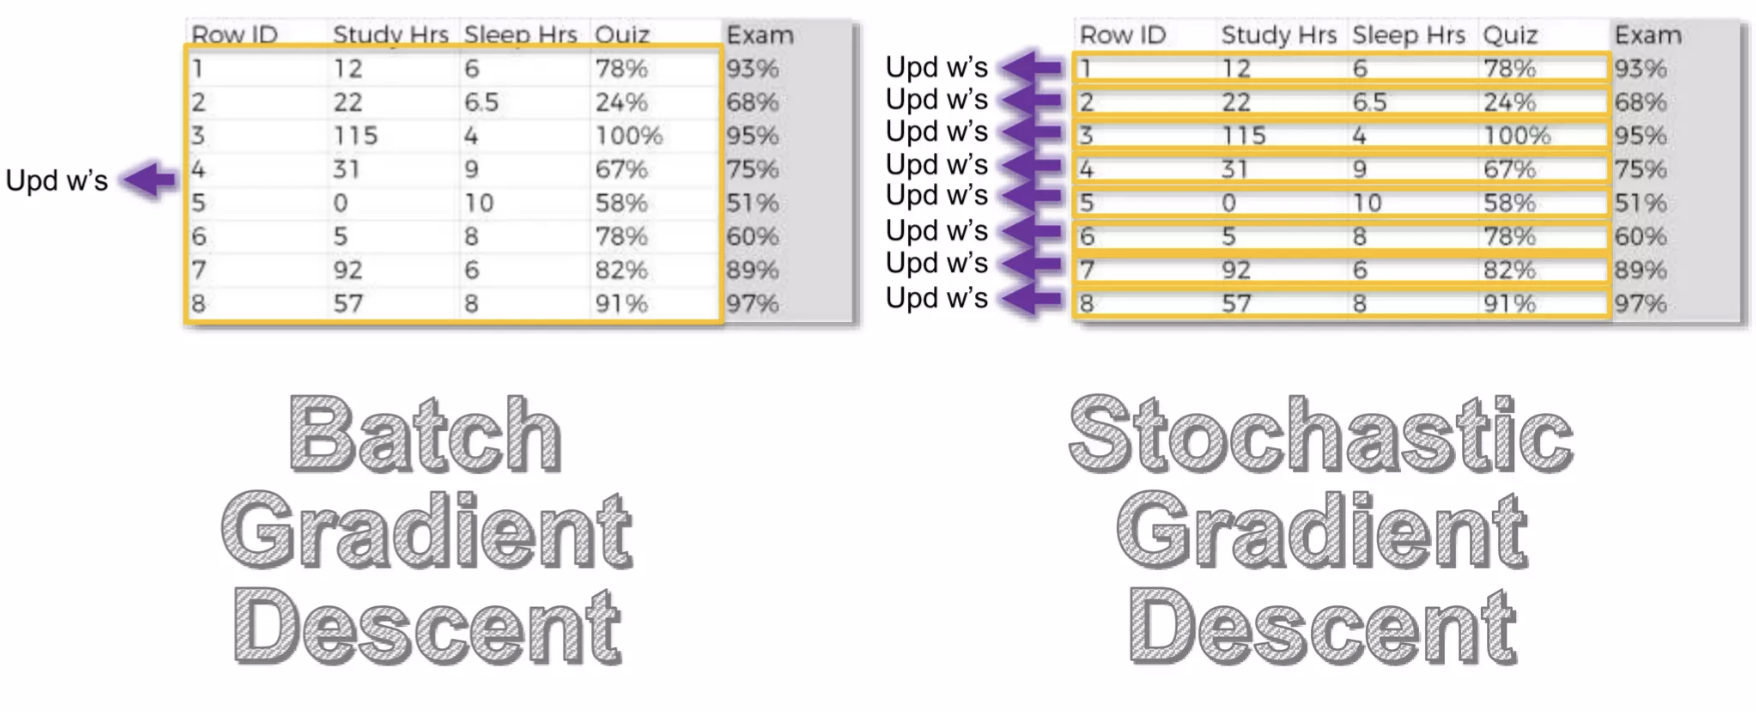 Row ID Study Hrs Sleep Hrs Quiz Exam
1 12 6 78% 93%
2 22 6.5 24% 68%
3 115 4 100% 95%
4 31 9 67% 75%
5 0 10 58% 51%
6 5 8 78% 60%
7 92 6 82% 89%
8 57 8 91% 97%
Upd w's
Batch
Gradient
Descent
Row ID Study Hrs Sleep Hrs Quiz Exam
Upd w's 1 12 6 78% 93%
Upd w's 2 22 6.5 24% 68%
Upd w's 3 115 4 100% 95%
Upd w's 4 31 9 67% 75%
Upd w's 5 0 10 58% 51%
Upd w's 6 5 8 78% 60%
Upd w's 7 92 6 82% 89%
Upd w's 8 57 8 91% 97%
Stochastic
Gradient
Descent